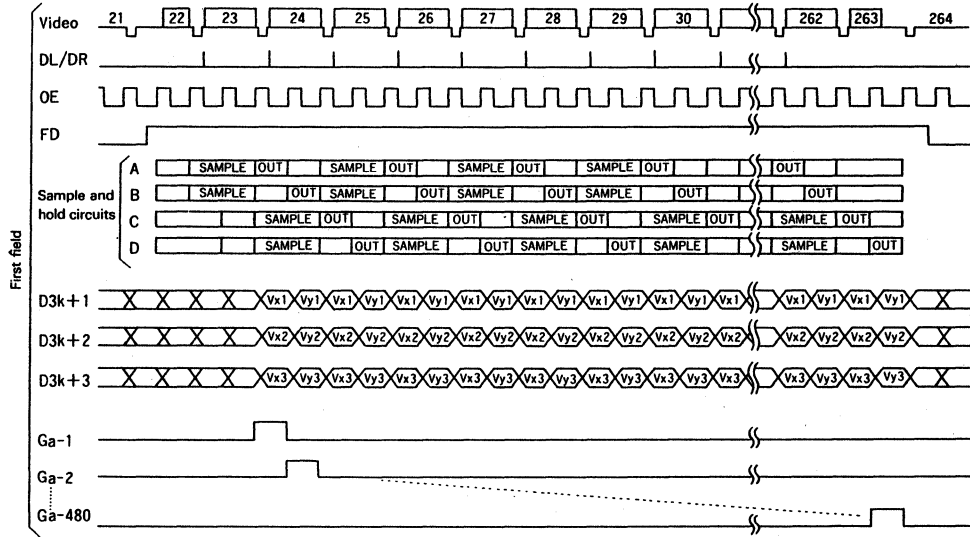 Video 21 22 23 24 25 26 27 28 29 30 262 263 264
DL/DR
OE
FD
First field
Sample and hold circuits
A SAMPLE OUT SAMPLE OUT SAMPLE OUT SAMPLE OUT OUT
B SAMPLE OUT SAMPLE OUT SAMPLE OUT SAMPLE OUT OUT
C SAMPLE OUT SAMPLE OUT SAMPLE OUT SAMPLE OUT SAMPLE OUT
D SAMPLE OUT SAMPLE OUT SAMPLE OUT SAMPLE SAMPLE OUT
D3k+1 X X X X Vx1 Vy1 Vx1 Vy1 Vx1 Vy1 Vx1 Vy1 Vx1 Vy1 Vx1 Vy1 Vx1 Vy1 Vx1 Vx1 Vy1 Vx1 Vy1 X
D3k+2 X X X X Vx2 Vy2 Vx2 Vy2 Vx2 Vy2 Vx2 Vy2 Vx2 Vy2 Vx2 Vy2 Vx2 Vy2 Vx2 Vx2 Vy2 Vx2 Vy2 X
D3k+3 X X X X Vx3 Vy3 Vx3 Vy3 Vx3 Vy3 Vx3 Vy3 Vx3 Vy3 Vx3 Vy3 Vx3 Vy3 Vx3 Vx3 Vy3 Vx3 Vy3 X
Ga-1
Ga-2
Ga-480